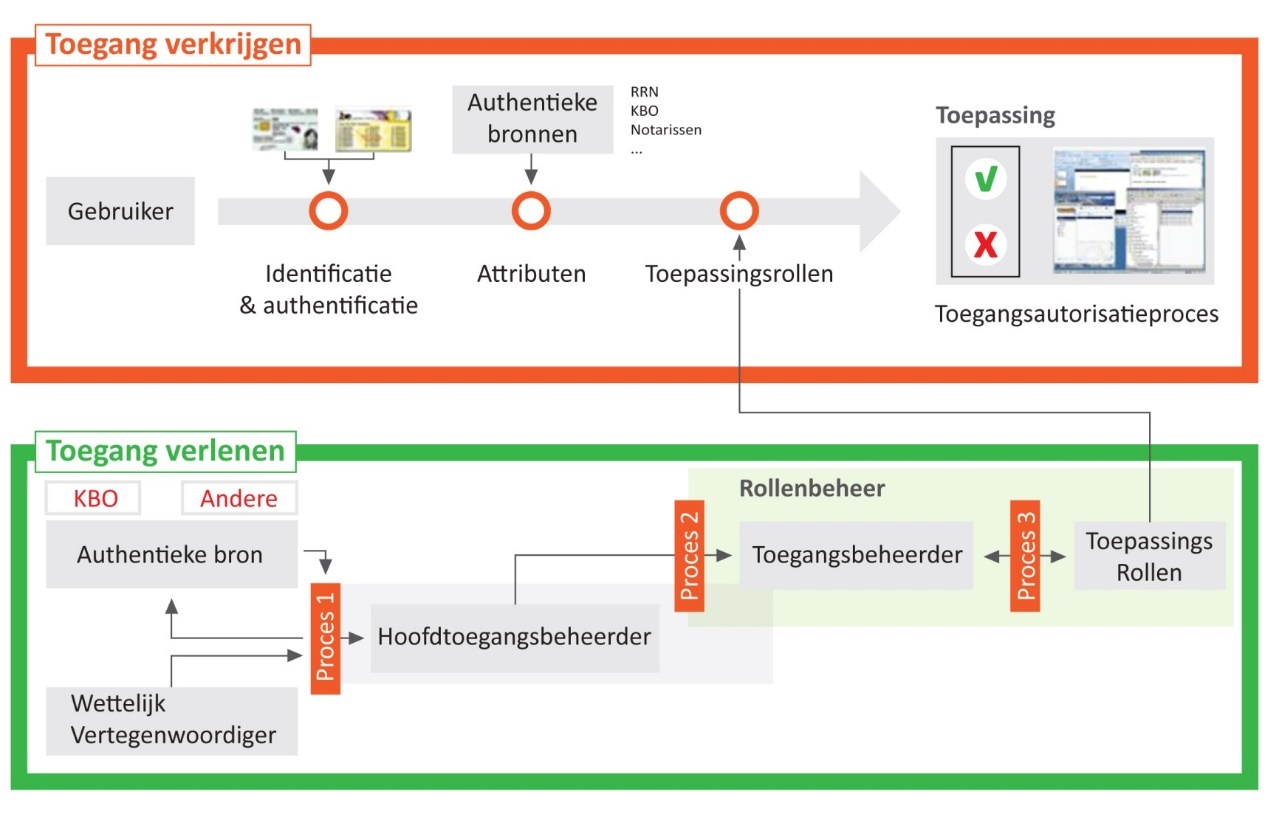 Toegang verkrijgen
Authentieke
bronnen
RRN
KBO
Notarissen
...
Toepassing
Gebruiker
Identificatie
& authentificatie
Attributen
Toepassingsrollen
Toegangsautorisatieproces
Toegang verlenen
KBO
Andere
Authentieke bron
Proces 1
Hoofdtoegangsbeheerder
Wettelijk
Vertegenwoordiger
Rollenbeheer
Proces 2
Toegangsbeheerder
Proces 3
Toepassings
Rollen